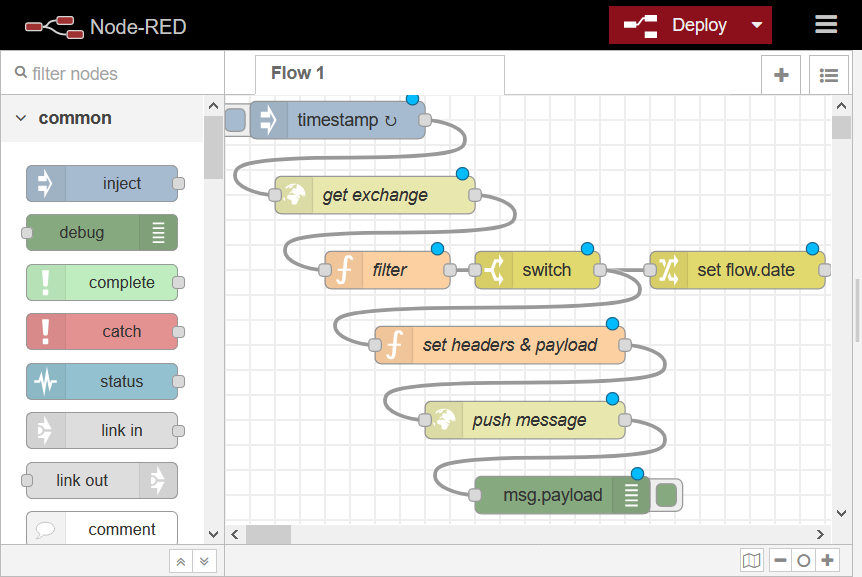 Node-RED
Deploy
filter nodes
Flow 1
common
inject
debug
complete
catch
status
link in
link out
comment
timestamp ↻
get exchange
filter
switch
set flow.date
set headers & payload
push message
msg.payload